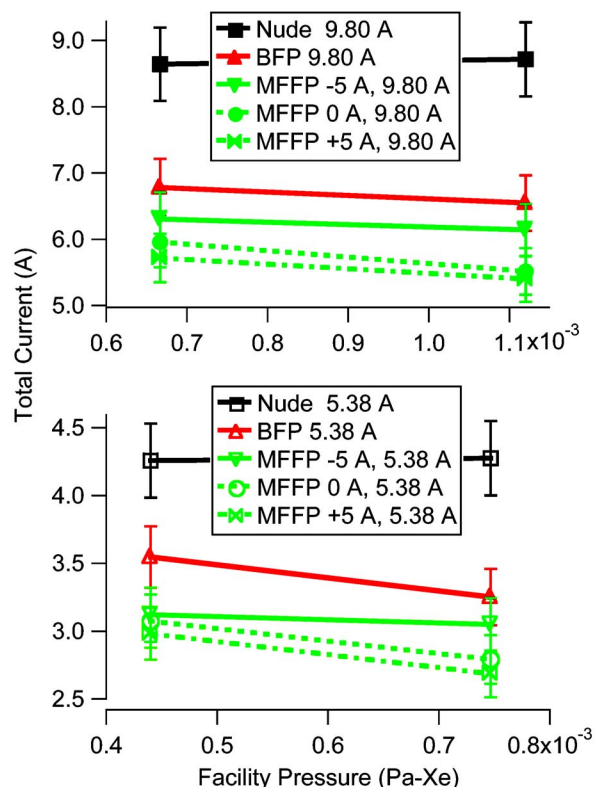 9.0
8.0
7.0
6.0
5.0
Nude 9.80 A
BFP 9.80 A
MFFP -5 A, 9.80 A
MFFP 0 A, 9.80 A
MFFP +5 A, 9.80 A
0.6 0.7 0.8 0.9 1.0 1.1x10⁻³
Total Current (A)
4.5
4.0
3.5
3.0
2.5
Nude 5.38 A
BFP 5.38 A
MFFP -5 A, 5.38 A
MFFP 0 A, 5.38 A
MFFP +5 A, 5.38 A
0.4 0.5 0.6 0.7 0.8x10⁻³
Facility Pressure (Pa-Xe)